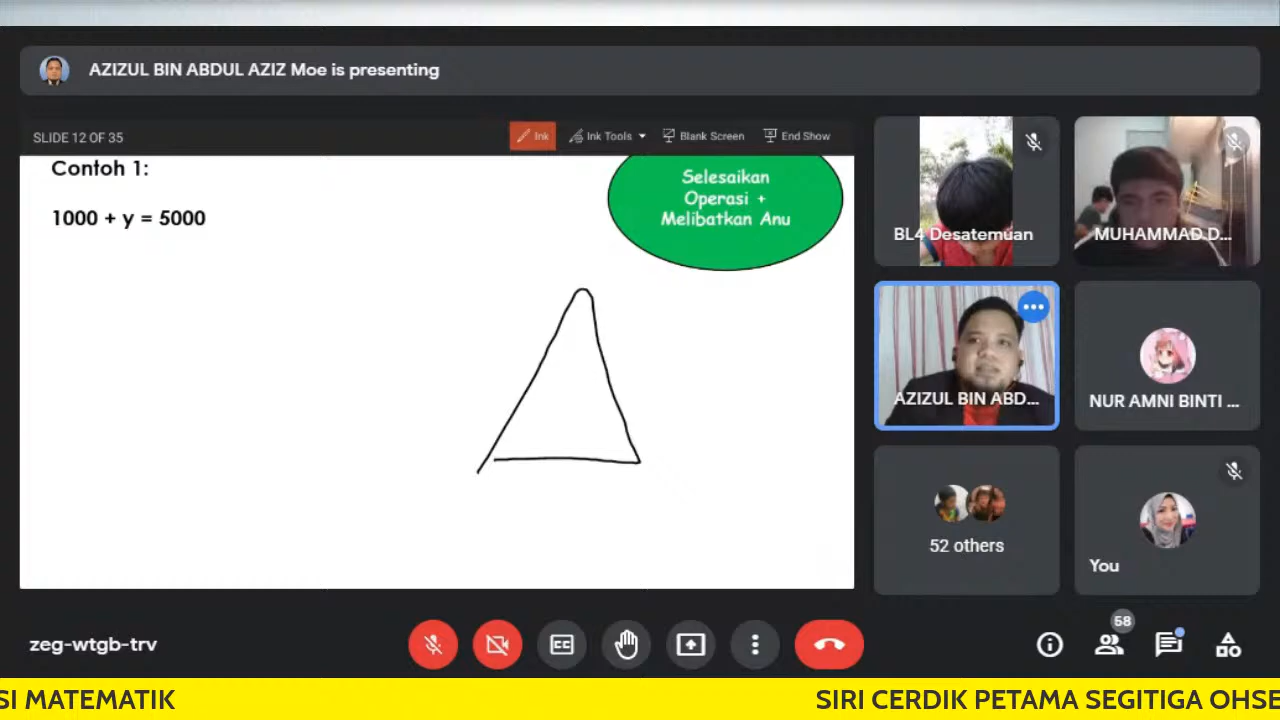 AZIZUL BIN ABDUL AZIZ Moe is presenting
SLIDE 12 OF 35
Ink
Ink Tools
Blank Screen
End Show
Contoh 1:
1000 + y = 5000
Selesaikan
Operasi +
Melibatkan Anu
BL4 Desatemuan
MUHAMMAD D...
AZIZUL BIN ABD...
NUR AMNI BINTI ...
52 others
You
zeg-wtgb-trv
CC
58
SI MATEMATIK
SIRI CERDIK PETAMA SEGITIGA OHSE